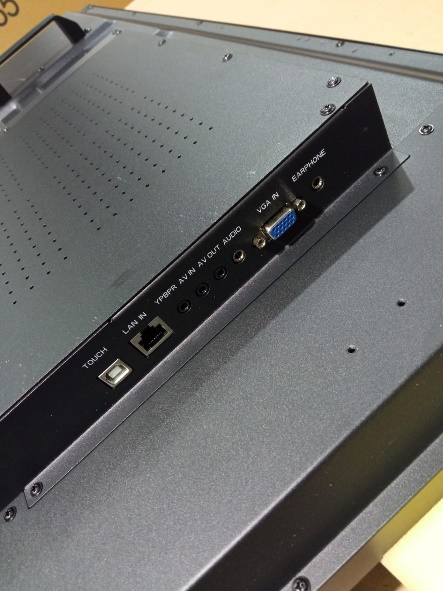 TOUCH
LAN IN
YPBPR
AV IN
AV OUT
AUDIO
VGA IN
EARPHONE